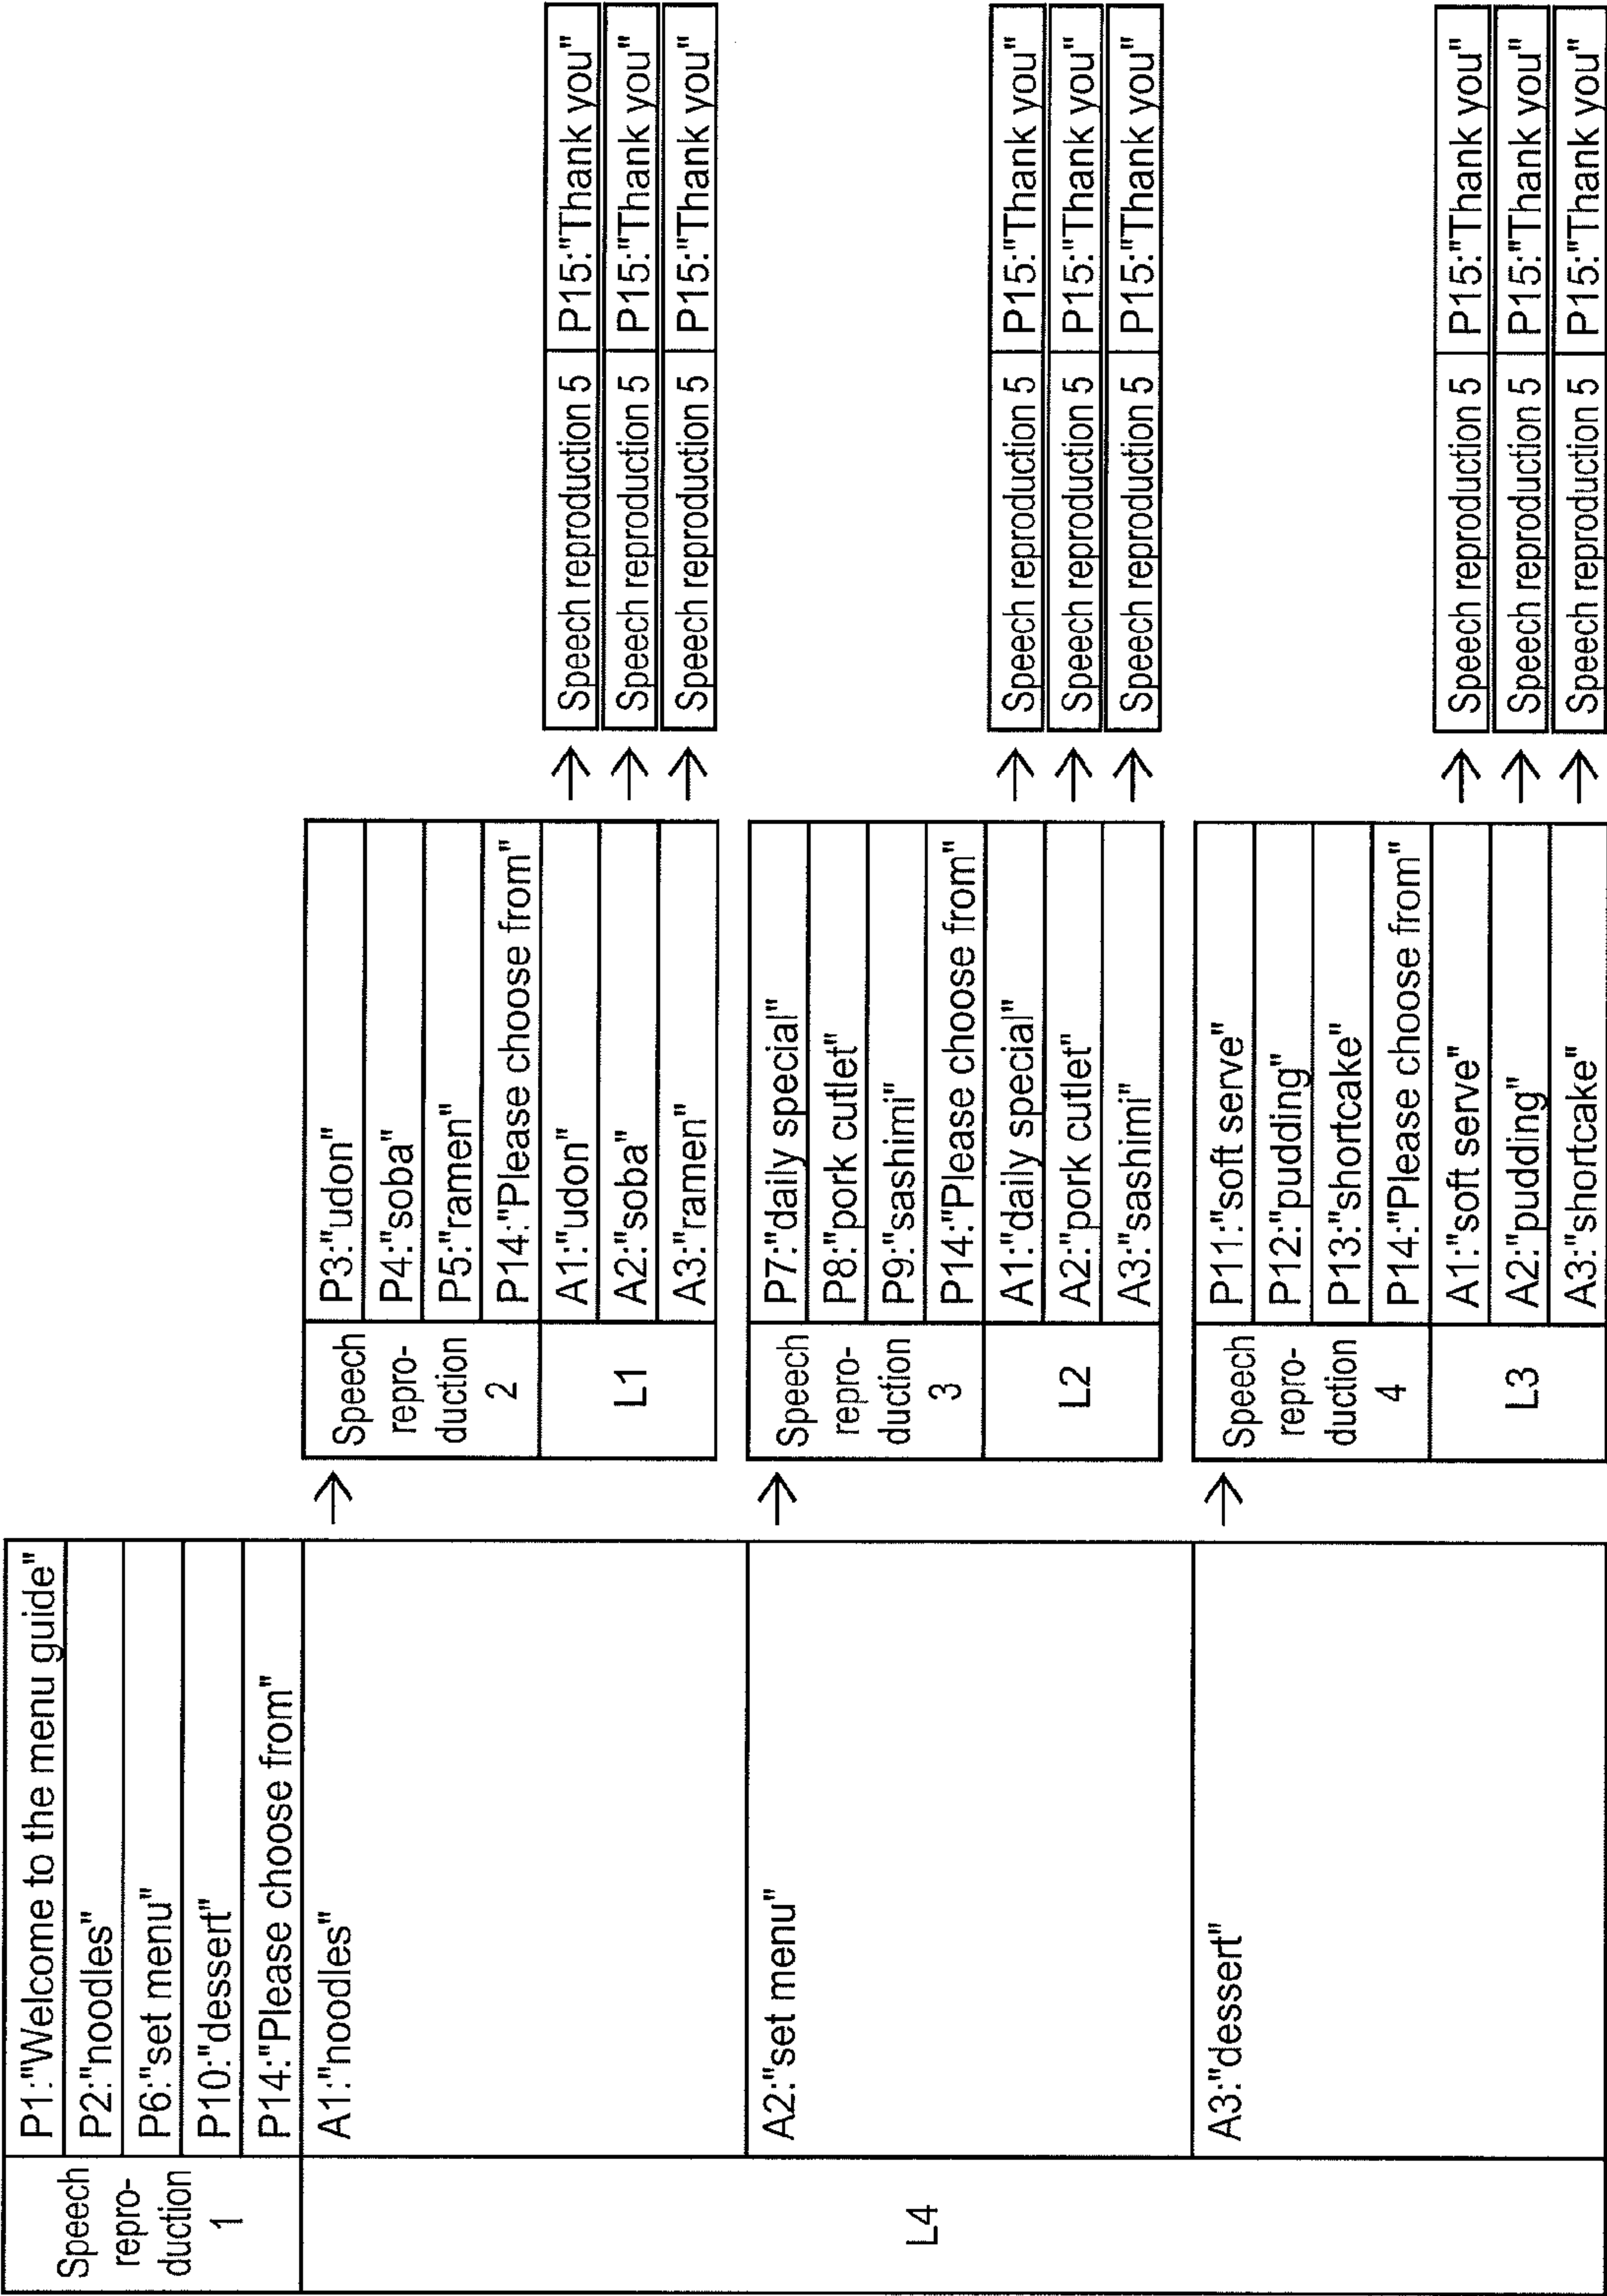 Speech
repro-
duction
1
P1:"Welcome to the menu guide"
P2:"noodles"
P6:"set menu"
P10:"dessert"
P14:"Please choose from"
L4
A1:"noodles"
A2:"set menu"
A3:"dessert"
Speech
repro-
duction
2
P3:"udon"
P4:"soba"
P5:"ramen"
P14:"Please choose from"
L1
A1:"udon"
A2:"soba"
A3:"ramen"
Speech reproduction 5 P15:"Thank you"
Speech reproduction 5 P15:"Thank you"
Speech reproduction 5 P15:"Thank you"
Speech
repro-
duction
3
P7:"daily special"
P8:"pork cutlet"
P9:"sashimi"
P14:"Please choose from"
L2
A1:"daily special"
A2:"pork cutlet"
A3:"sashimi"
Speech reproduction 5 P15:"Thank you"
Speech reproduction 5 P15:"Thank you"
Speech reproduction 5 P15:"Thank you"
Speech
repro-
duction
4
P11:"soft serve"
P12:"pudding"
P13:"shortcake"
P14:"Please choose from"
L3
A1:"soft serve"
A2:"pudding"
A3:"shortcake"
Speech reproduction 5 P15:"Thank you"
Speech reproduction 5 P15:"Thank you"
Speech reproduction 5 P15:"Thank you"